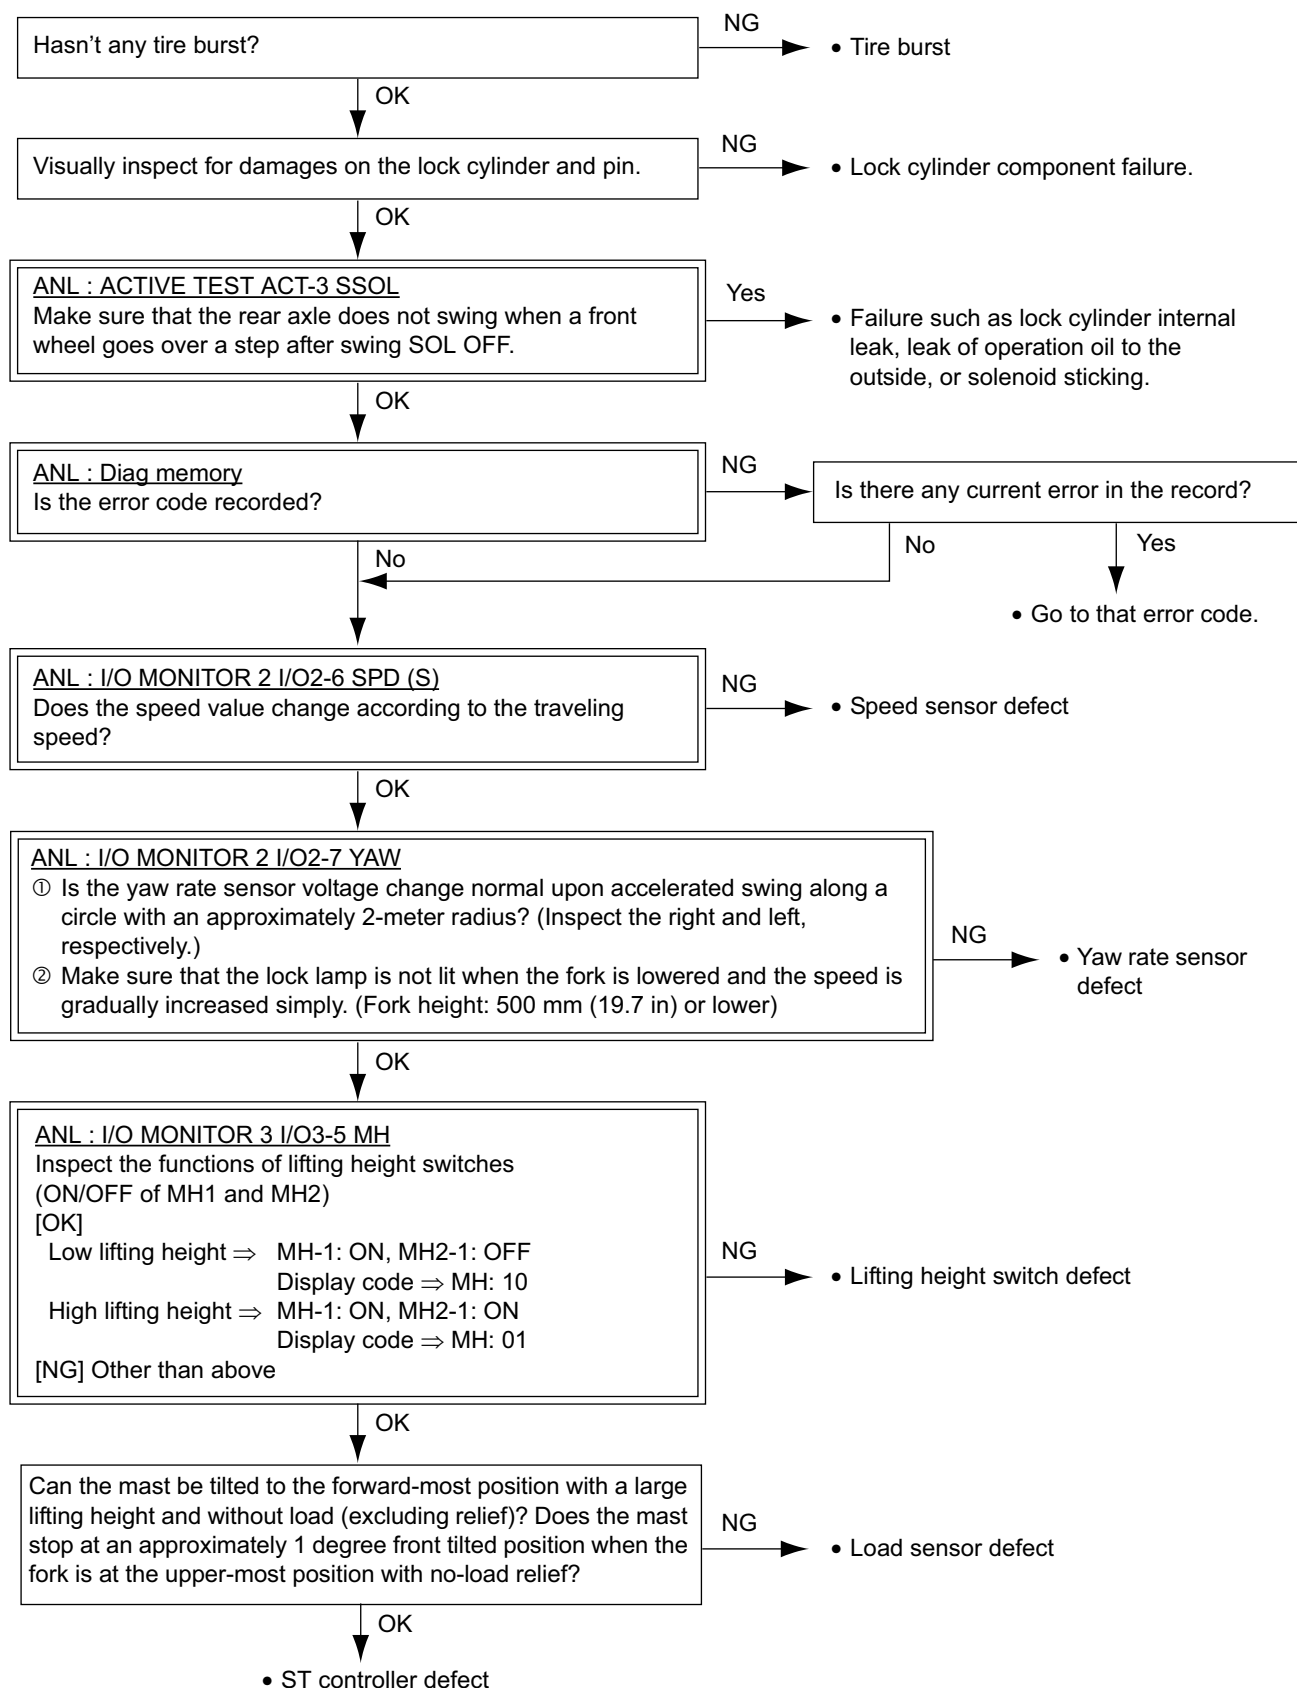 Hasn't any tire burst?
NG
• Tire burst
OK
Visually inspect for damages on the lock cylinder and pin.
NG
• Lock cylinder component failure.
OK
ANL : ACTIVE TEST ACT-3 SSOL
Make sure that the rear axle does not swing when a front
wheel goes over a step after swing SOL OFF.
Yes
• Failure such as lock cylinder internal
leak, leak of operation oil to the
outside, or solenoid sticking.
OK
ANL : Diag memory
Is the error code recorded?
NG
Is there any current error in the record?
No
No
Yes
• Go to that error code.
ANL : I/O MONITOR 2 I/O2-6 SPD (S)
Does the speed value change according to the traveling
speed?
NG
• Speed sensor defect
OK
ANL : I/O MONITOR 2 I/O2-7 YAW
① Is the yaw rate sensor voltage change normal upon accelerated swing along a
circle with an approximately 2-meter radius? (Inspect the right and left,
respectively.)
② Make sure that the lock lamp is not lit when the fork is lowered and the speed is
gradually increased simply. (Fork height: 500 mm (19.7 in) or lower)
NG
• Yaw rate sensor
defect
OK
ANL : I/O MONITOR 3 I/O3-5 MH
Inspect the functions of lifting height switches
(ON/OFF of MH1 and MH2)
[OK]
Low lifting height ⇒ MH-1: ON, MH2-1: OFF
Display code ⇒ MH: 10
High lifting height ⇒ MH-1: ON, MH2-1: ON
Display code ⇒ MH: 01
[NG] Other than above
NG
• Lifting height switch defect
OK
Can the mast be tilted to the forward-most position with a large
lifting height and without load (excluding relief)? Does the mast
stop at an approximately 1 degree front tilted position when the
fork is at the upper-most position with no-load relief?
NG
• Load sensor defect
OK
• ST controller defect